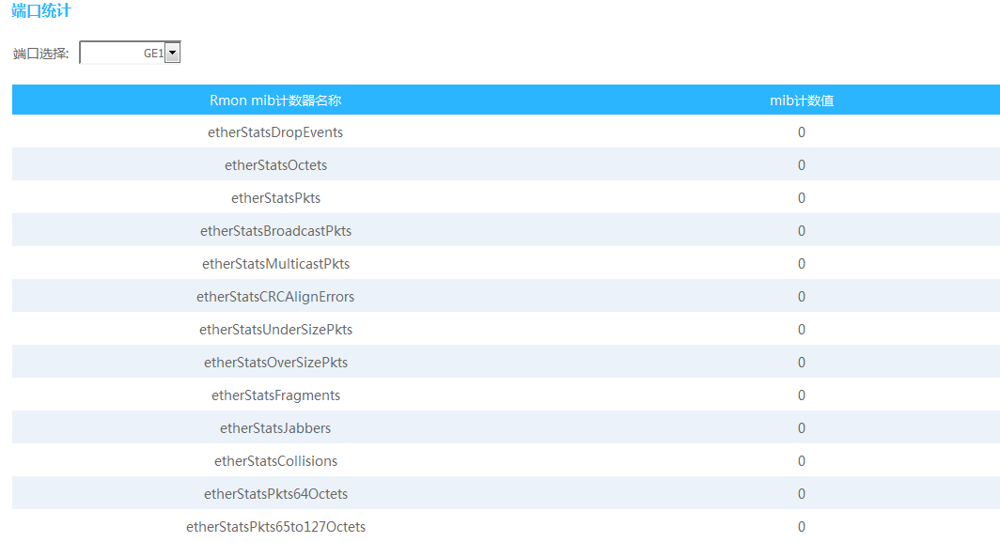 端口统计
端口选择: GE1
Rmon mib计数器名称 mib计数值
etherStatsDropEvents 0
etherStatsOctets 0
etherStatsPkts 0
etherStatsBroadcastPkts 0
etherStatsMulticastPkts 0
etherStatsCRCAlignErrors 0
etherStatsUnderSizePkts 0
etherStatsOverSizePkts 0
etherStatsFragments 0
etherStatsJabbers 0
etherStatsCollisions 0
etherStatsPkts64Octets 0
etherStatsPkts65to127Octets 0